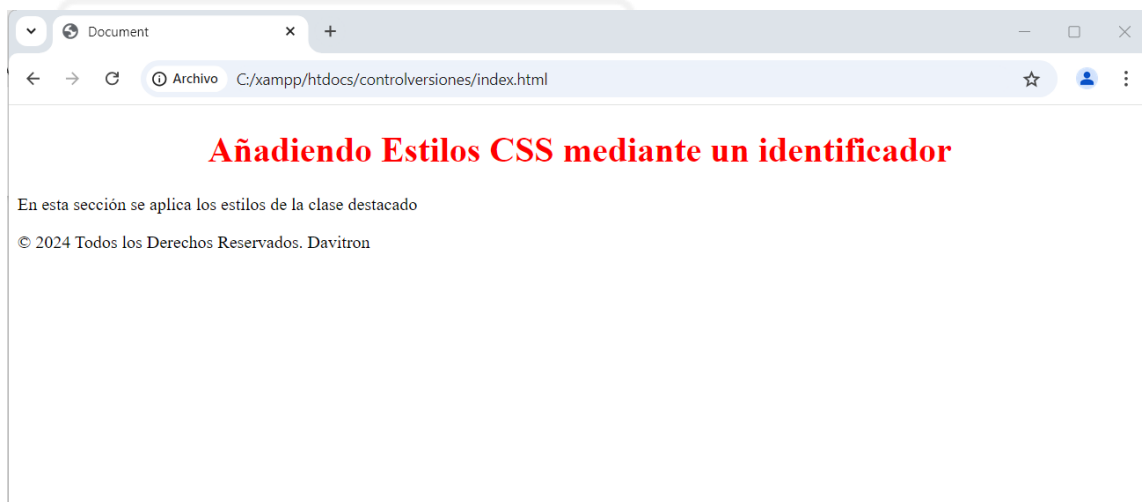 Document
Archivo C:/xampp/htdocs/controlversiones/index.html
Añadiendo Estilos CSS mediante un identificador
En esta sección se aplica los estilos de la clase destacado
© 2024 Todos los Derechos Reservados. Davitron